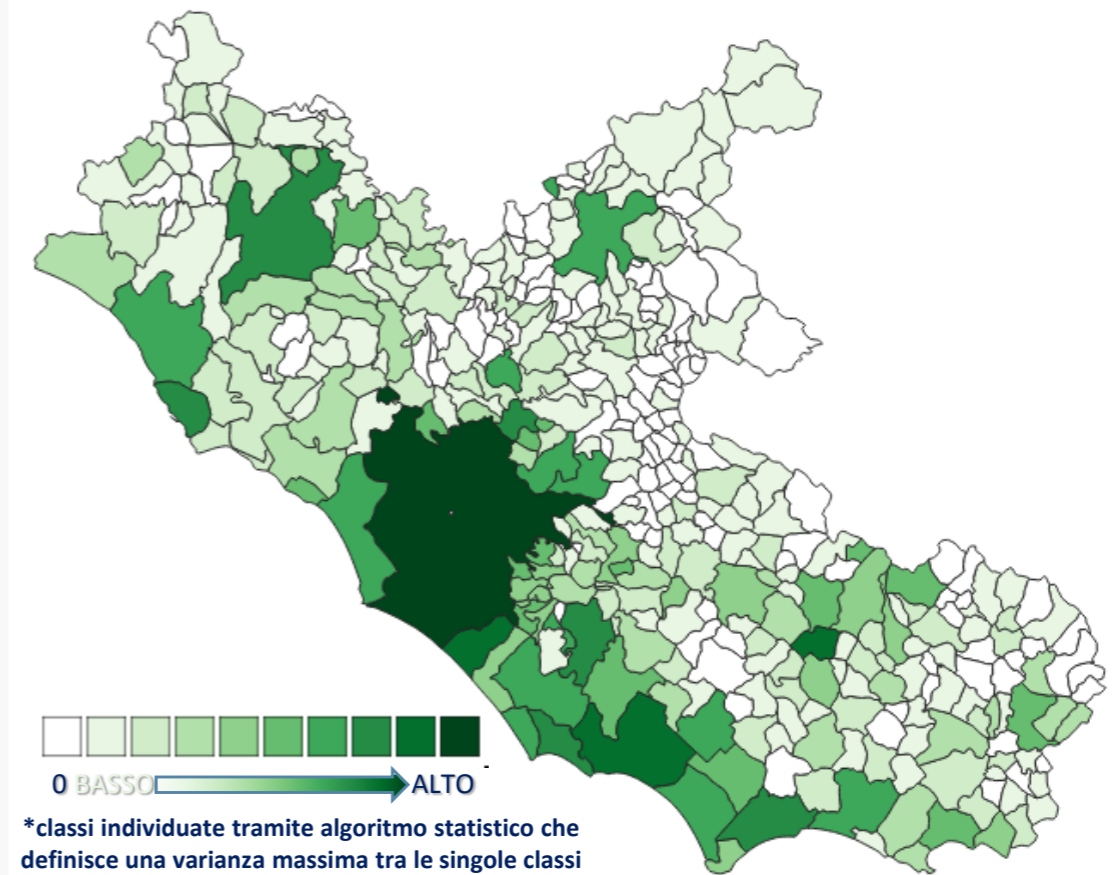 0 BASSO ALTO
*classi individuate tramite algoritmo statistico che
definisce una varianza massima tra le singole classi